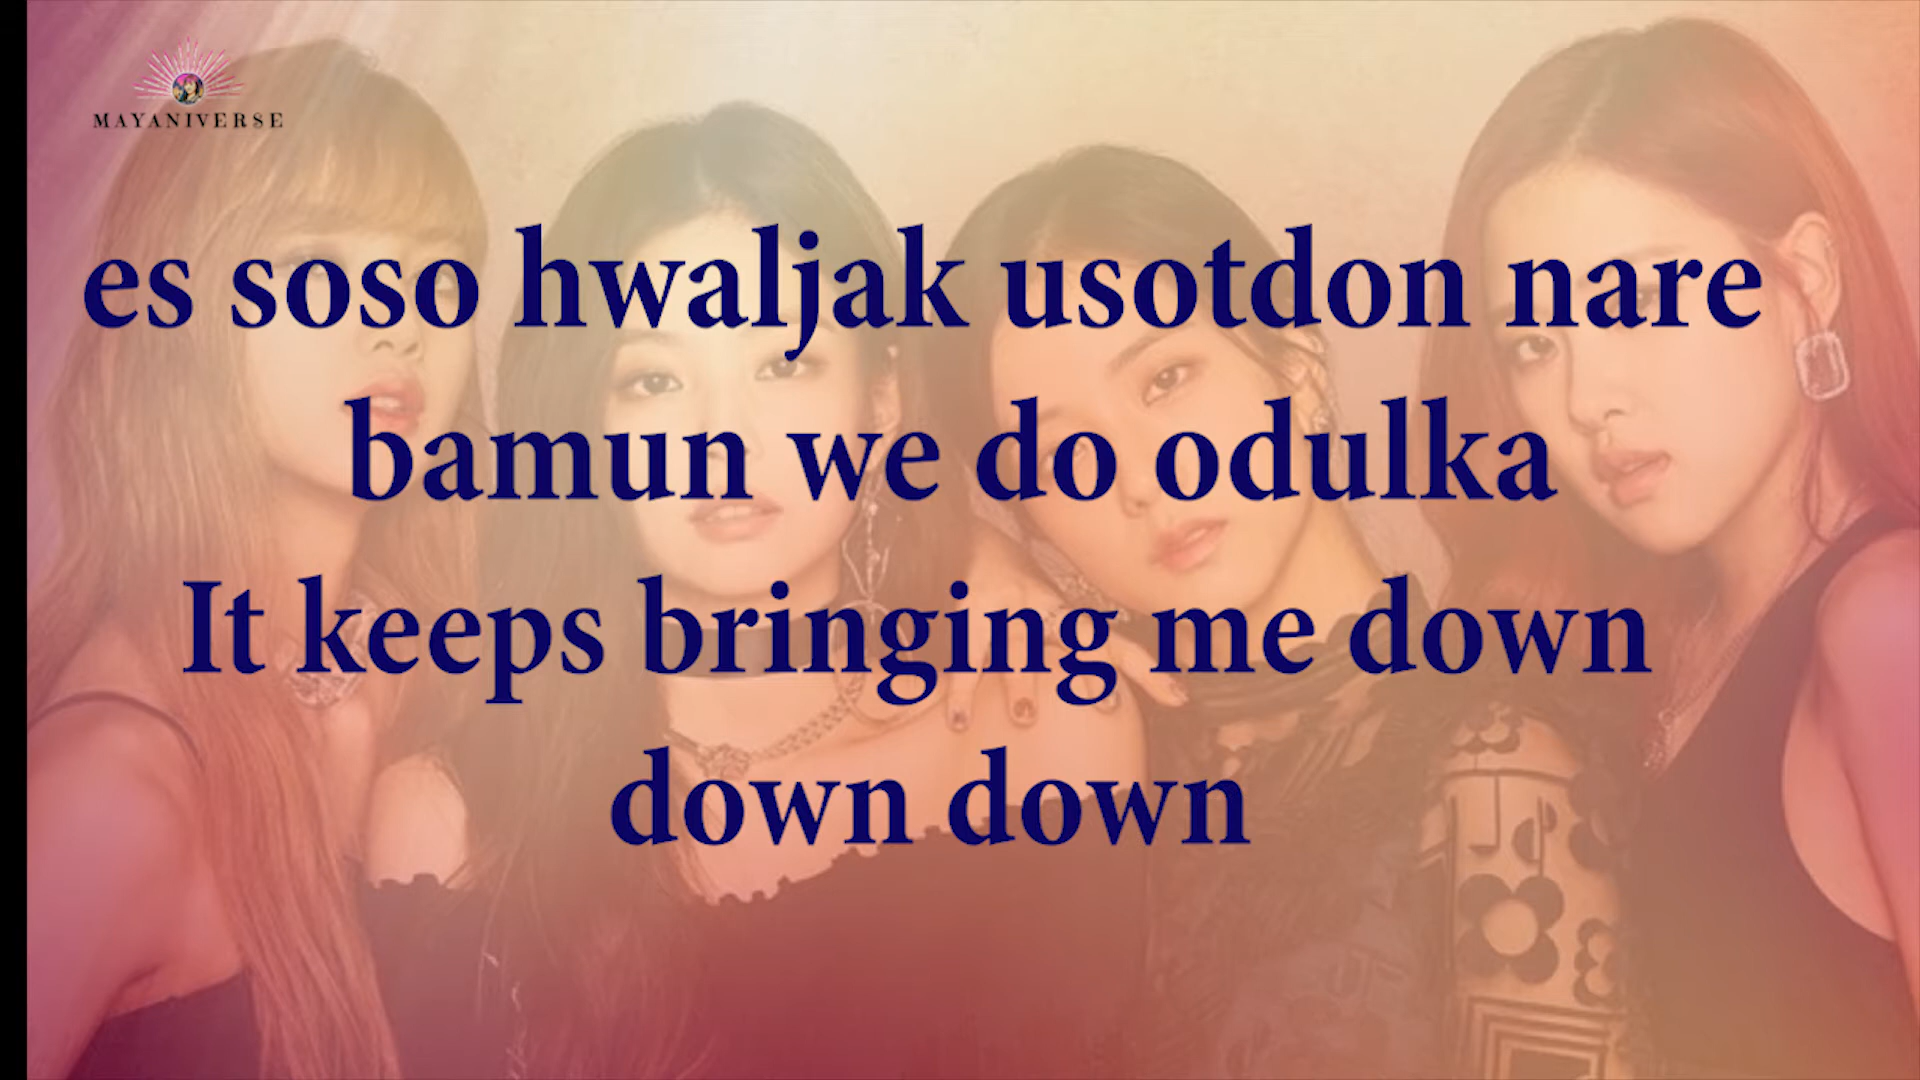 MAYANIVERSE
es soso hwaljak usotdon nare
bamun we do odulka
It keeps bringing me down
down down